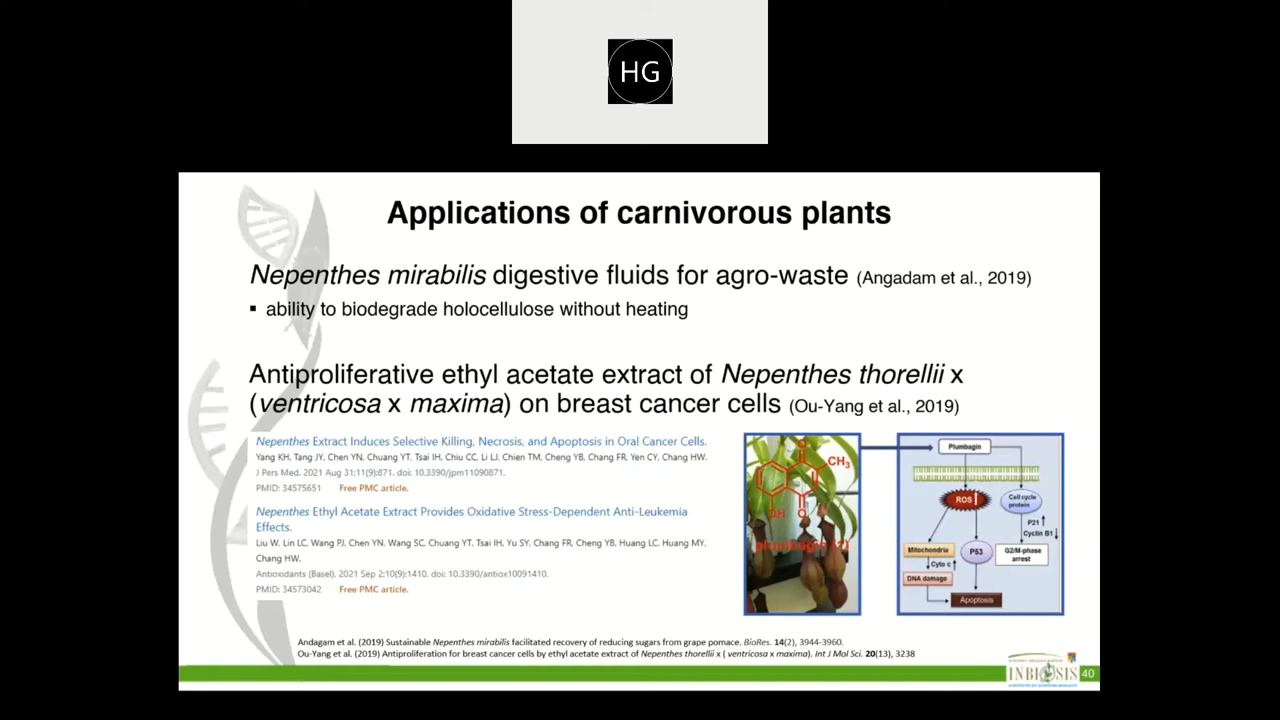 HG
Applications of carnivorous plants
Nepenthes mirabilis digestive fluids for agro-waste (Angadam et al., 2019)
▪ ability to biodegrade holocellulose without heating
Antiproliferative ethyl acetate extract of Nepenthes thorellii x
(ventricosa x maxima) on breast cancer cells (Ou-Yang et al., 2019)
Nepenthes Extract Induces Selective Killing, Necrosis, and Apoptosis in Oral Cancer Cells.
Yang KH, Tang JY, Chen YN, Chuang YT, Tsai IH, Chiu CC, Li LJ, Chien TM, Cheng YB, Chang FR, Yen CY, Chang HW.
J Pers Med. 2021 Aug 31;11(9):871. doi: 10.3390/jpm11090871.
PMID: 34575651 Free PMC article.
Nepenthes Ethyl Acetate Extract Provides Oxidative Stress-Dependent Anti-Leukemia
Effects.
Liu W, Lin LC, Wang PJ, Chen YN, Wang SC, Chuang YT, Tsai IH, Yu SY, Chang FR, Cheng YB, Huang LC, Huang MY,
Chang HW.
Antioxidants (Basel). 2021 Sep 2;10(9):1410. doi: 10.3390/antiox10091410.
PMID: 34573042 Free PMC article.
O
CH3
OH
O
plumbagin (?)
Plumbagin
ROS
Cell cycle
protein
P21
Cyclin B1
Mitochondria
P53
G2/M-phase
arrest
Cyto c
DNA damage
Apoptosis
Andagam et al. (2019) Sustainable Nepenthes mirabilis facilitated recovery of reducing sugars from grape pomace. BioRes. 14(2), 3944-3960.
Ou-Yang et al. (2019) Antiproliferation for breast cancer cells by ethyl acetate extract of Nepenthes thorellii x ( ventricosa x maxima). Int J Mol Sci. 20(13), 3238
INBIOSIS
40